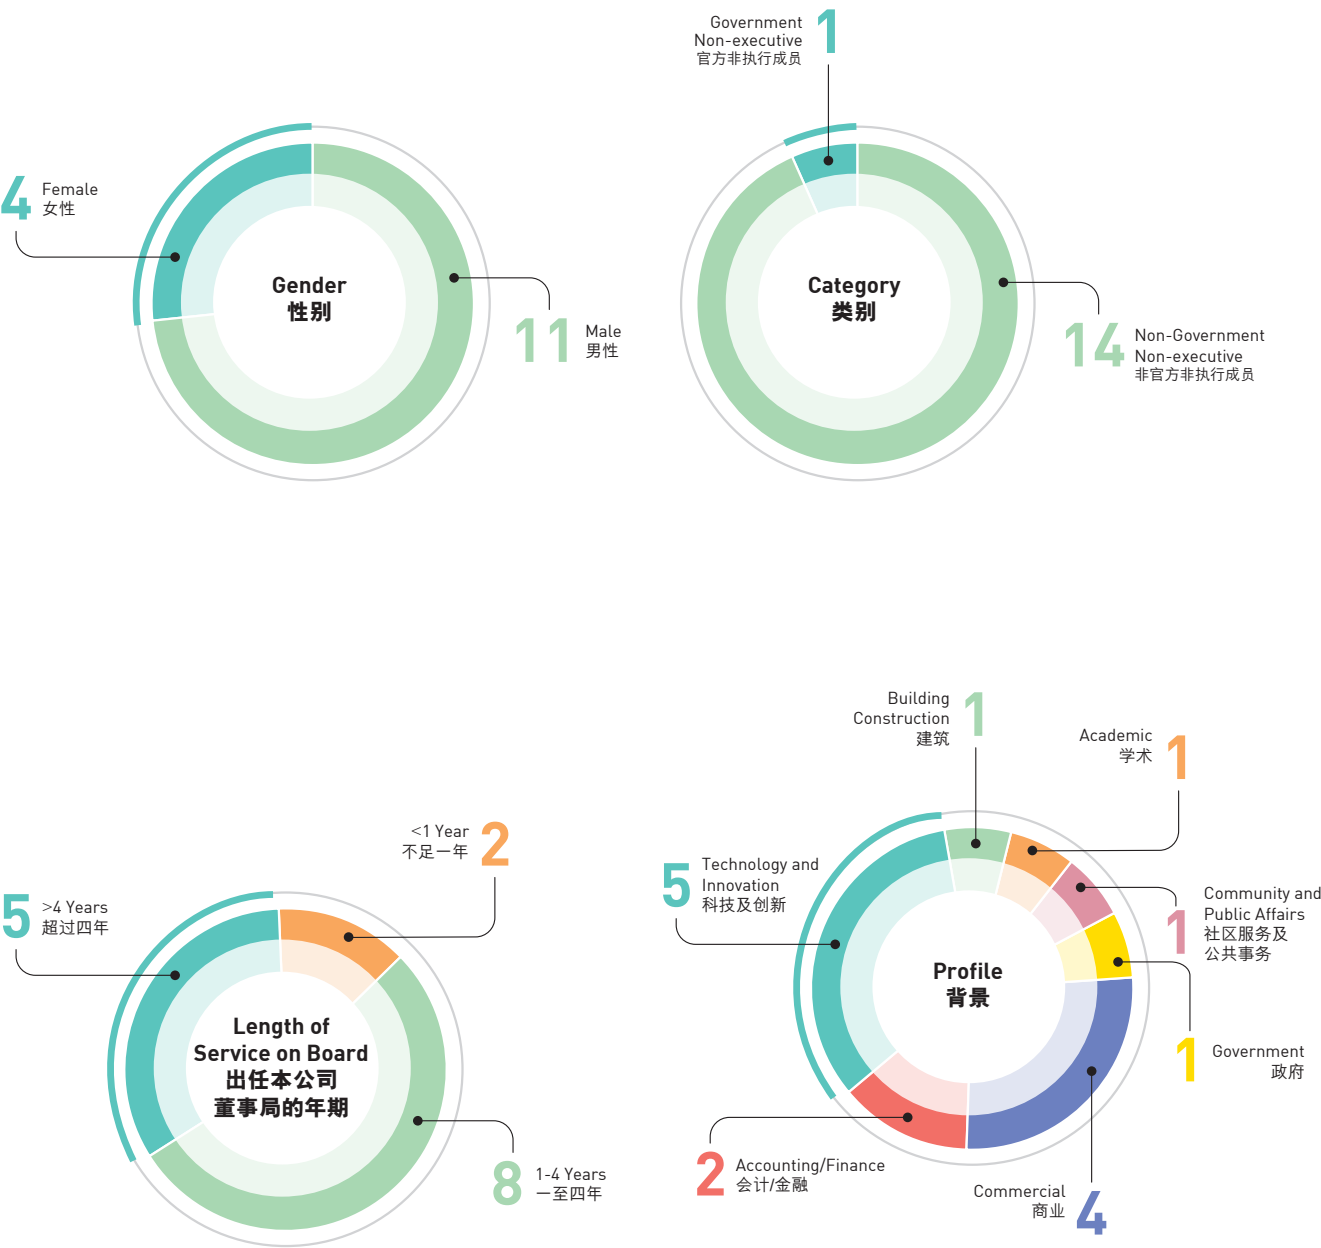 Gender
性别
4
Female
女性
11
Male
男性
Category
类别
Government
Non-executive
官方非执行成员
1
14
Non-Government
Non-executive
非官方非执行成员
Length of
Service on Board
出任本公司
董事局的年期
<1 Year
不足一年
2
5
>4 Years
超过四年
8
1-4 Years
一至四年
Profile
背景
Building
Construction
建筑
1
Academic
学术
1
Technology and
Innovation
科技及创新
5
Community and
Public Affairs
社区服务及
公共事务
1
1
Government
政府
2
Accounting/Finance
会计/金融
Commercial
商业
4